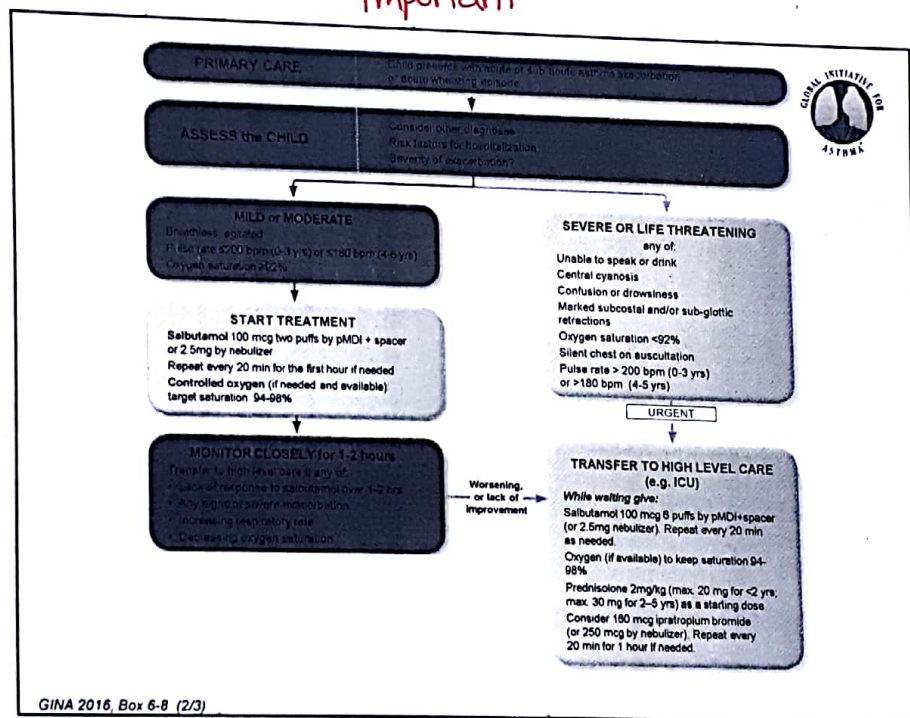 Important
PRIMARY CARE
Child presents with acute or sub-acute asthma exacerbation
or acute wheezing episode
GLOBAL INITIATIVE FOR
ASTHMA
ASSESS the CHILD
Consider other diagnoses
Risk factors for hospitalization
Severity of exacerbation?
MILD or MODERATE
Breathless, agitated
Pulse rate ≤200 bpm (0-3 yrs) or ≤180 bpm (4-5 yrs)
Oxygen saturation ≥92%
SEVERE OR LIFE THREATENING
any of:
Unable to speak or drink
Central cyanosis
Confusion or drowsiness
Marked subcostal and/or sub-glottic
retractions
Oxygen saturation <92%
Silent chest on auscultation
Pulse rate > 200 bpm (0-3 yrs)
or >180 bpm (4-5 yrs)
START TREATMENT
Salbutamol 100 mcg two puffs by pMDI + spacer
or 2.5mg by nebulizer
Repeat every 20 min for the first hour if needed
Controlled oxygen (if needed and available):
target saturation 94-98%
URGENT
MONITOR CLOSELY for 1-2 hours
Transfer to high level care if any of:
• Lack of response to salbutamol over 1-2 hrs
• Any sign of severe exacerbation
• Increasing respiratory rate
• Decreasing oxygen saturation
Worsening,
or lack of
improvement
TRANSFER TO HIGH LEVEL CARE
(e.g. ICU)
While waiting give:
Salbutamol 100 mcg 6 puffs by pMDI+spacer
(or 2.5mg nebulizer). Repeat every 20 min
as needed.
Oxygen (if available) to keep saturation 94-
98%
Prednisolone 2mg/kg (max. 20 mg for <2 yrs;
max. 30 mg for 2–5 yrs) as a starting dose
Consider 160 mcg ipratropium bromide
(or 250 mcg by nebulizer). Repeat every
20 min for 1 hour if needed.
GINA 2016, Box 6-8 (2/3)